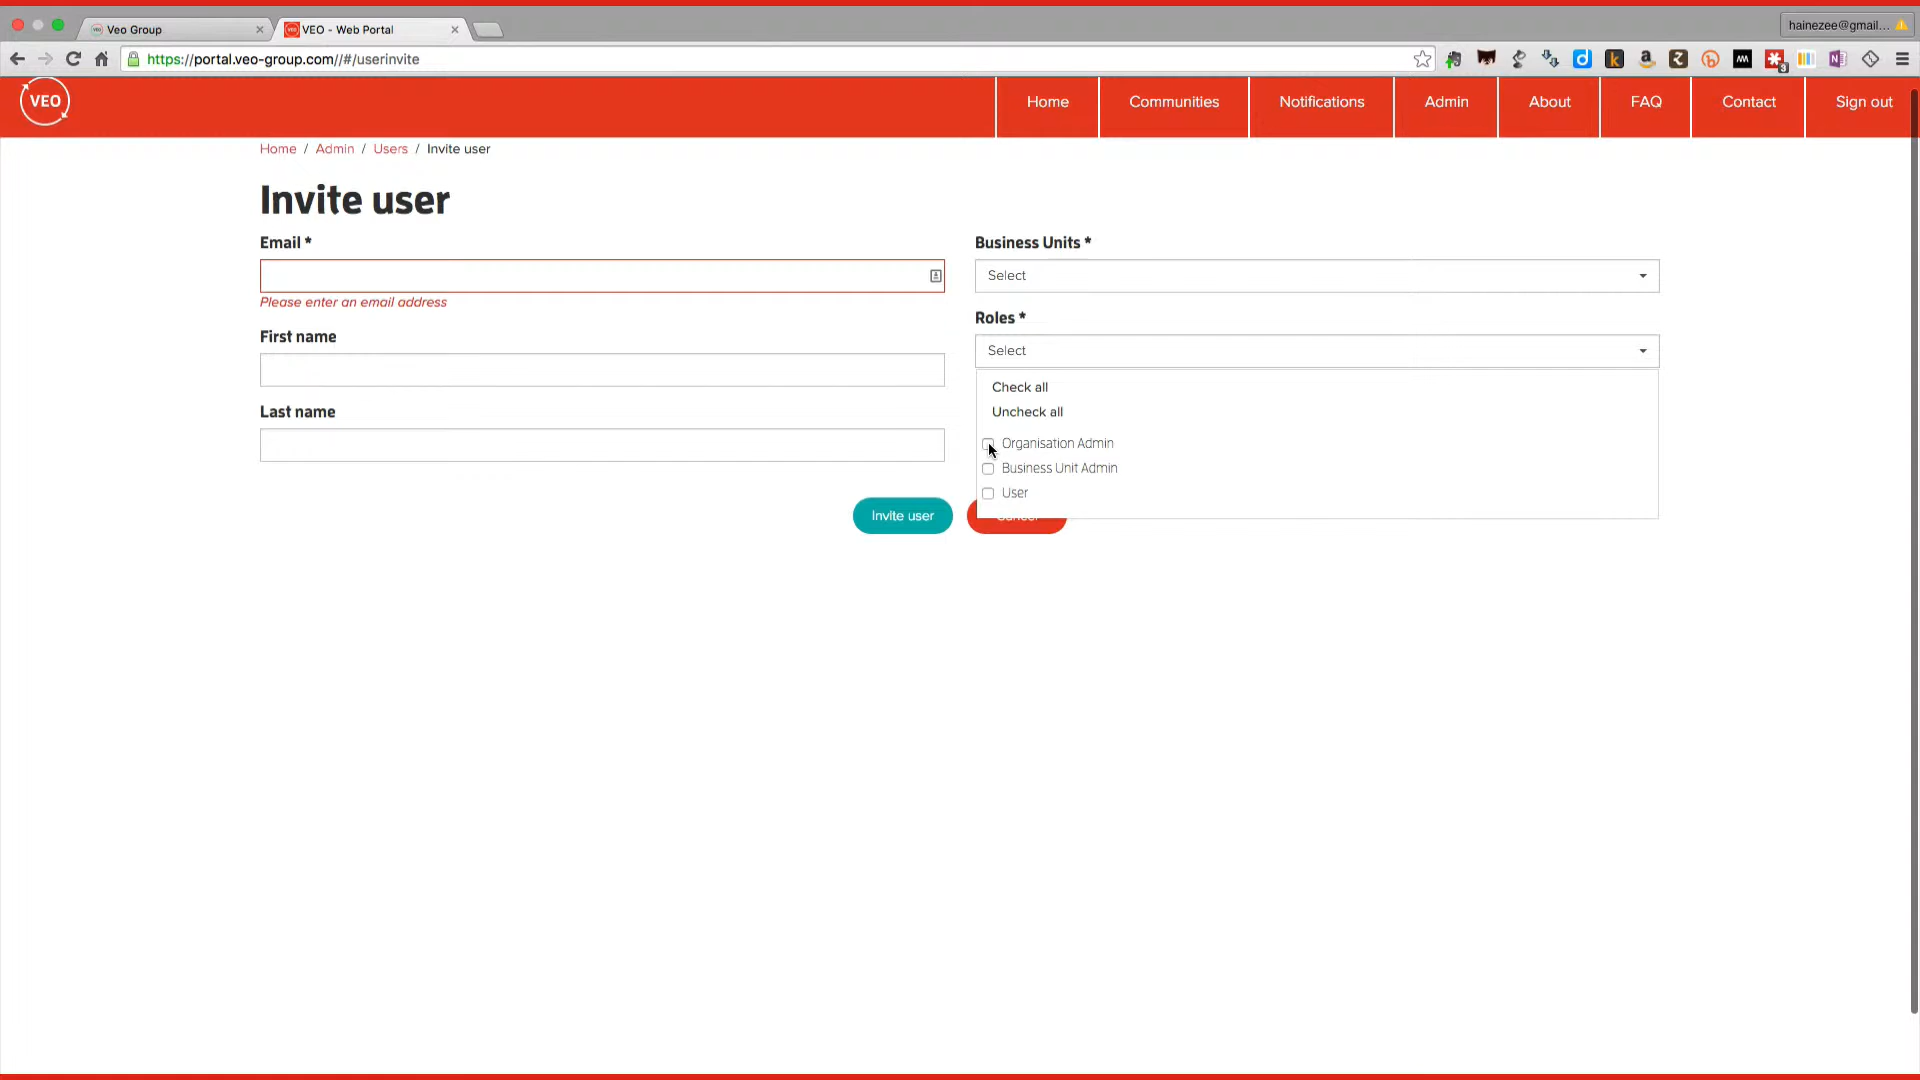 Veo Group
VEO - Web Portal
hainezee@gmail...
https://portal.veo-group.com//#/userinvite
3
VEO
Home
Communities
Notifications
Admin
About
FAQ
Contact
Sign out
Home / Admin / Users / Invite user
Invite user
Email *
Please enter an email address
First name
Last name
Business Units *
Select
Roles *
Select
Check all
Uncheck all
Organisation Admin
Business Unit Admin
User
Invite user
Cancel